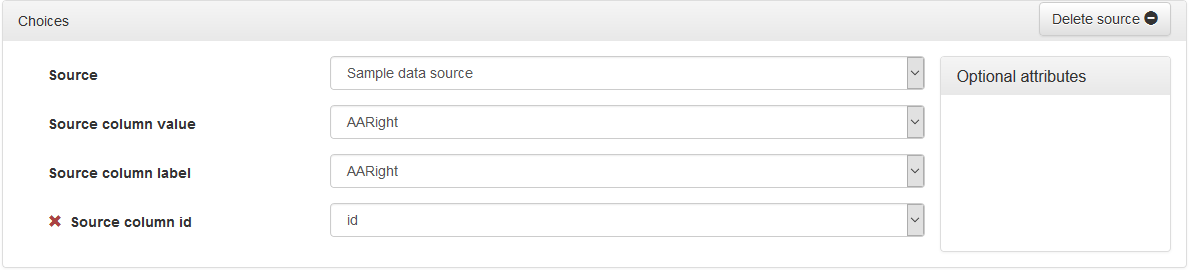 Choices
Delete source
Source
Sample data source
Optional attributes
Source column value
AARight
Source column label
AARight
Source column id
id